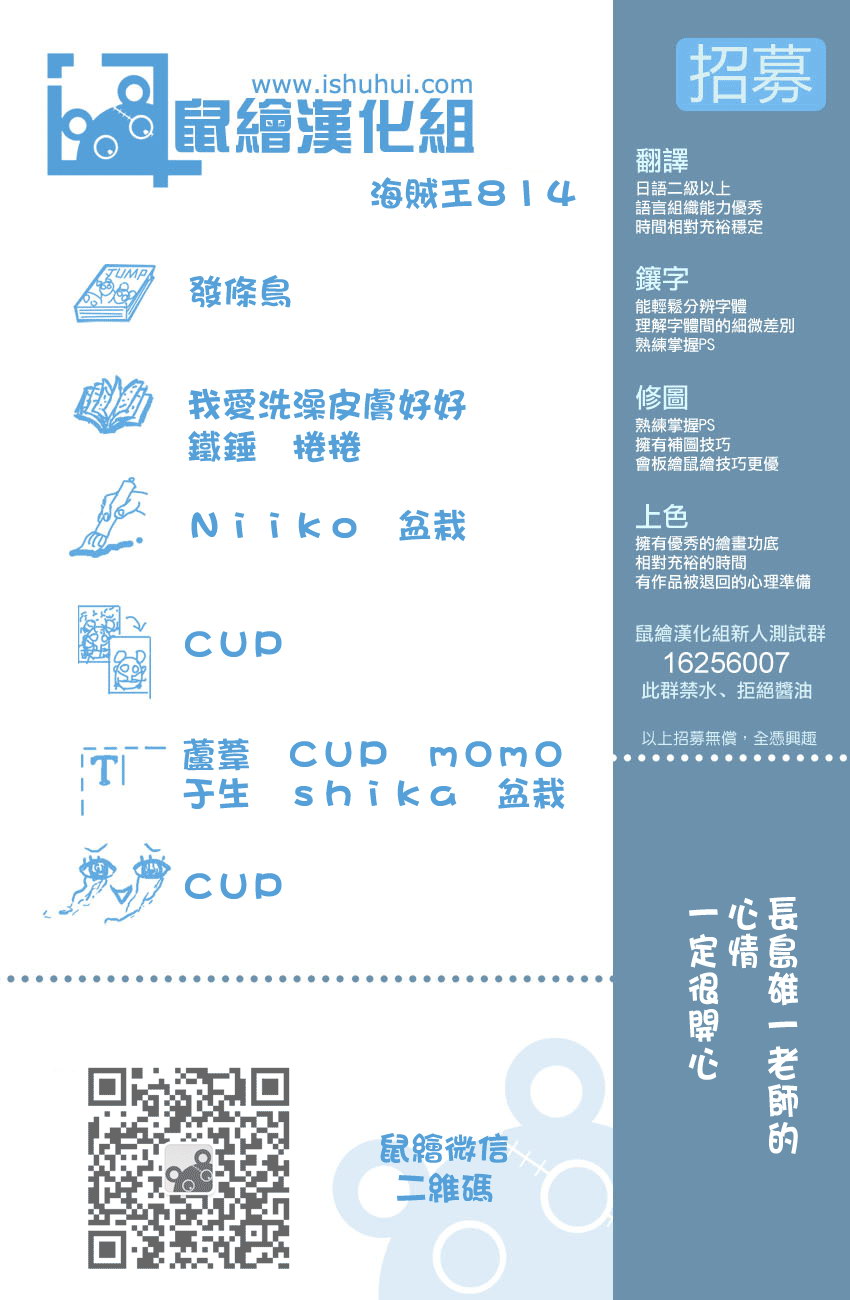 www.ishuhui.com
鼠繪漢化組
海賊王814
JUMP
發條鳥
我愛洗澡皮膚好好
鐵錘 捲捲
Niiko 盆栽
cup
T
蘆葦 cup momo
于生 shika 盆栽
cup
鼠繪微信
二維碼
招募
翻譯
日語二級以上
語言組織能力優秀
時間相對充裕穩定
鑲字
能輕鬆分辨字體
理解字體間的細微差別
熟練掌握PS
修圖
熟練掌握PS
擁有補圖技巧
會板繪鼠繪技巧更優
上色
擁有優秀的繪畫功底
相對充裕的時間
有作品被退回的心理準備
鼠繪漢化組新人測試群
16256007
此群禁水、拒絕醬油
以上招募無償，全憑興趣
長島雄一老師的
心情
一定很開心